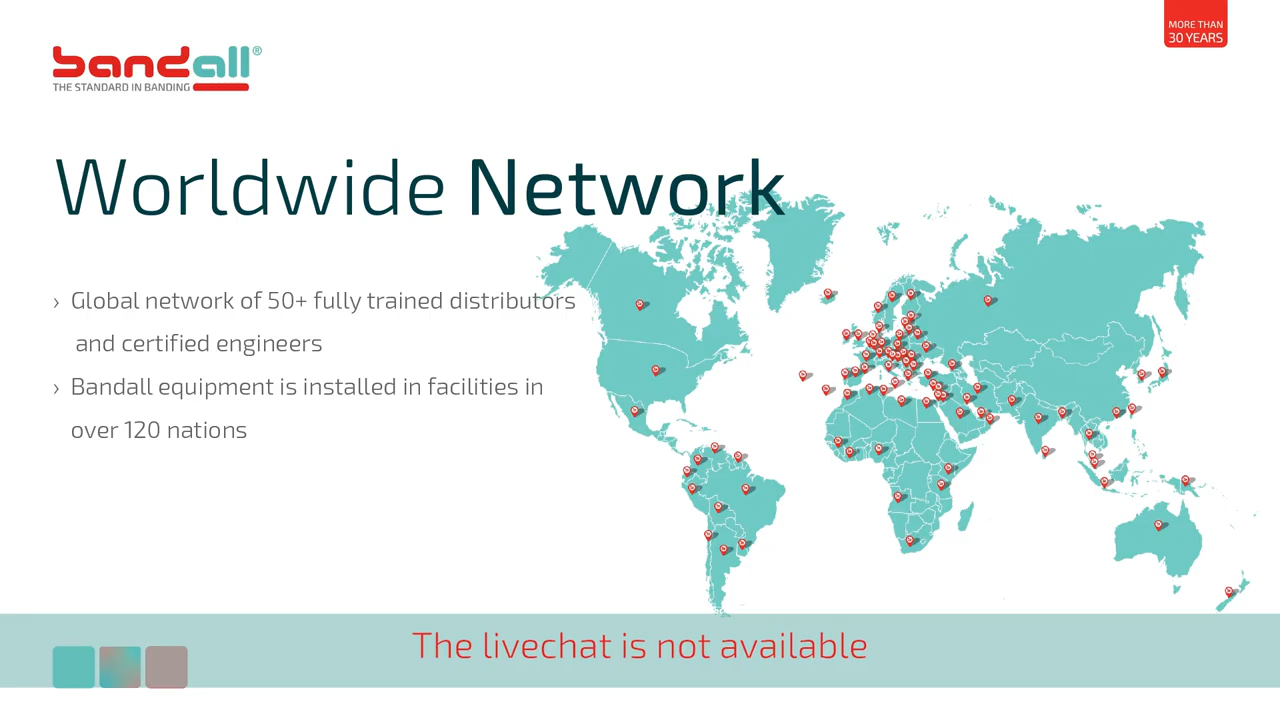 MORE THAN
30 YEARS
bandall®
THE STANDARD IN BANDING
Worldwide Network
› Global network of 50+ fully trained distributors
and certified engineers
› Bandall equipment is installed in facilities in
over 120 nations
The livechat is not available